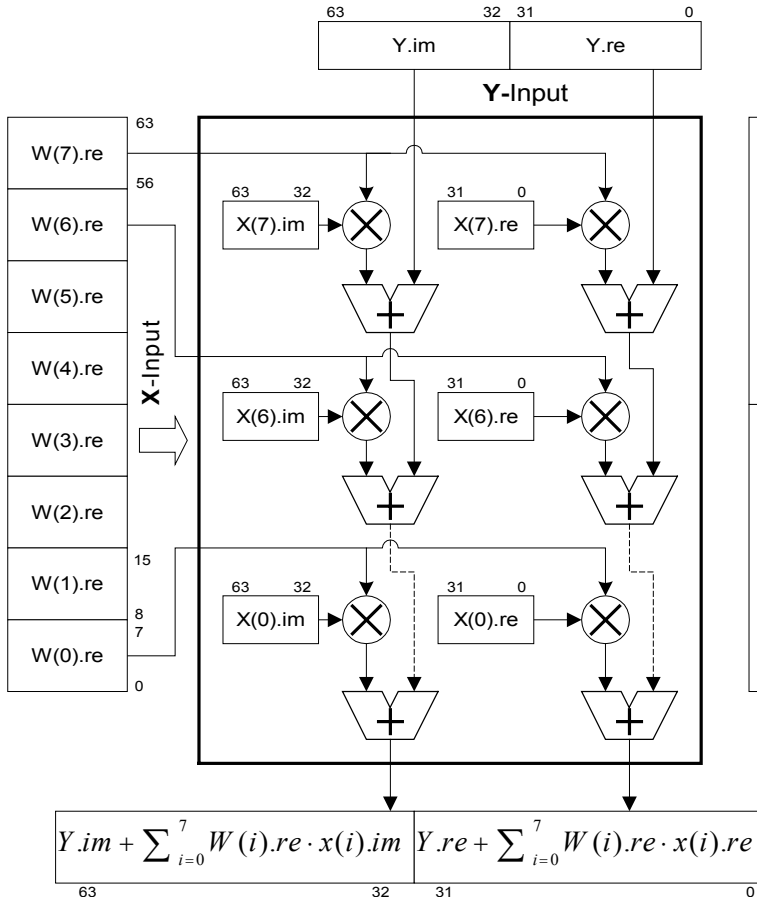 63 32 31 0
Y.im Y.re
Y-Input
63
W(7).re
56
W(6).re
W(5).re
W(4).re
W(3).re
W(2).re
15
W(1).re
8
7
W(0).re
0
X-Input
63 32 31 0
X(7).im X(7).re
+ +
63 32 31 0
X(6).im X(6).re
+ +
63 32 31 0
X(0).im X(0).re
+ +
Y.im + ∑ i=0 7 W(i).re · x(i).im Y.re + ∑ i=0 7 W(i).re · x(i).re
63 32 31 0